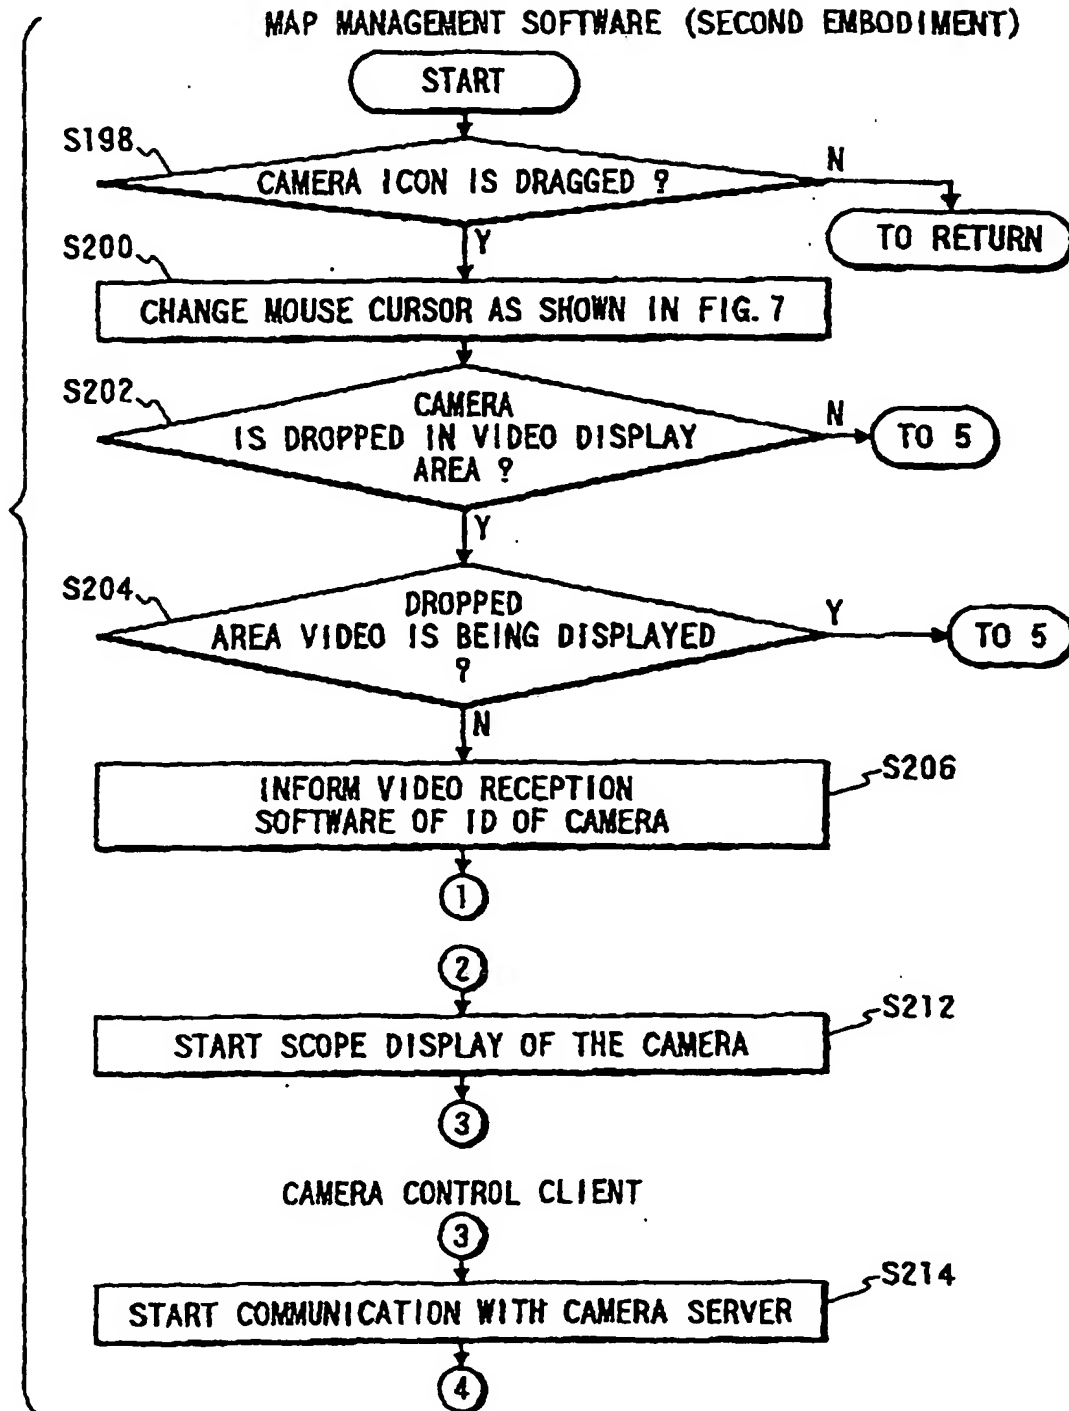 MAP MANAGEMENT SOFTWARE (SECOND EMBODIMENT)
START
S198
CAMERA ICON IS DRAGGED ?
N
TO RETURN
Y
S200
CHANGE MOUSE CURSOR AS SHOWN IN FIG. 7
S202
CAMERA
IS DROPPED IN VIDEO DISPLAY
AREA ?
N
TO 5
Y
S204
DROPPED
AREA VIDEO IS BEING DISPLAYED
?
Y
TO 5
N
S206
INFORM VIDEO RECEPTION
SOFTWARE OF ID OF CAMERA
1
2
S212
START SCOPE DISPLAY OF THE CAMERA
3
CAMERA CONTROL CLIENT
3
S214
START COMMUNICATION WITH CAMERA SERVER
4